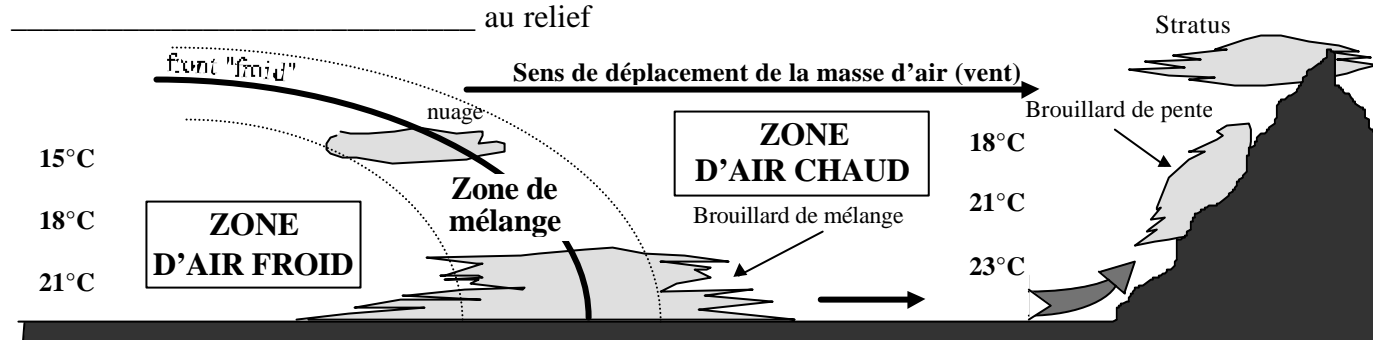 _____________________________ au relief
Stratus
front "froid"
Sens de déplacement de la masse d'air (vent)
nuage
Brouillard de pente
ZONE
D'AIR CHAUD
15°C
18°C
Zone de
mélange
Brouillard de mélange
21°C
18°C
ZONE
D'AIR FROID
21°C
23°C